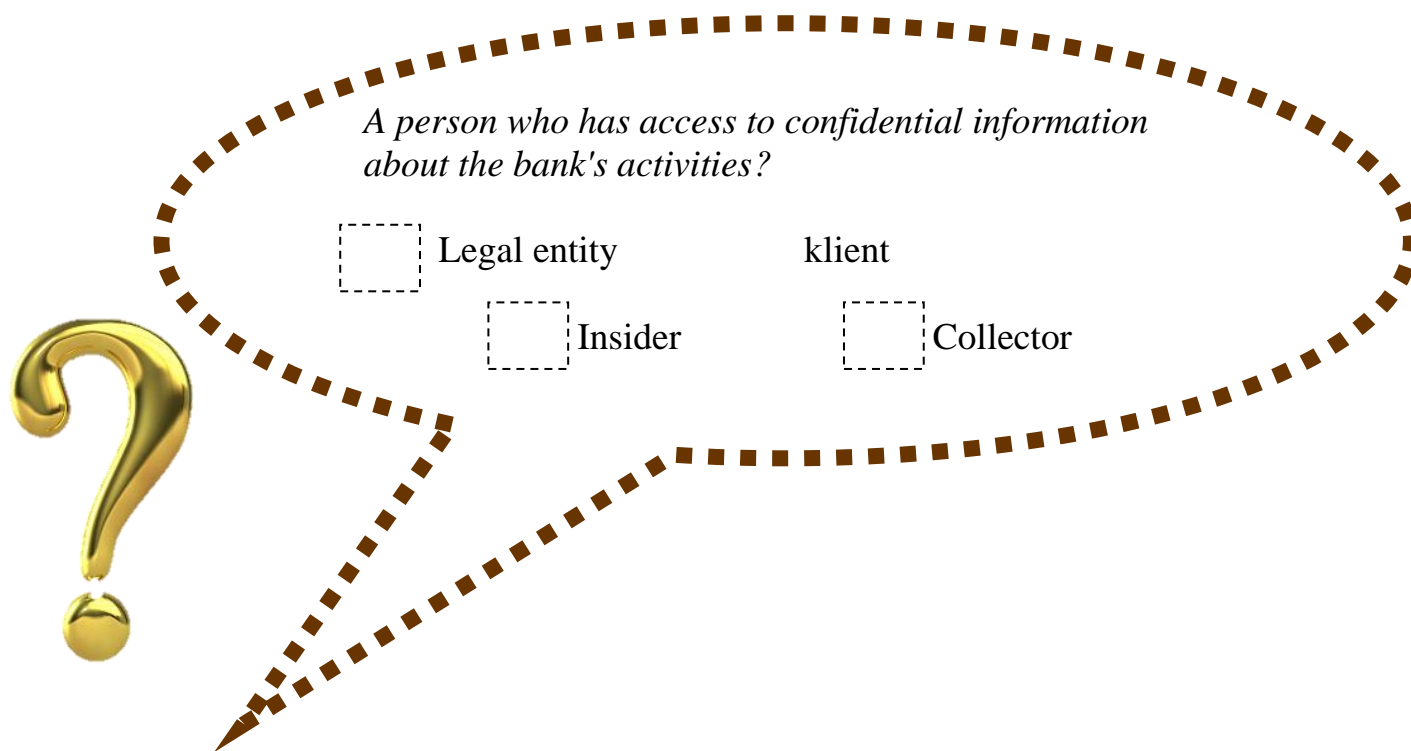 A person who has access to confidential information
about the bank's activities?
Legal entity klient
Insider Collector